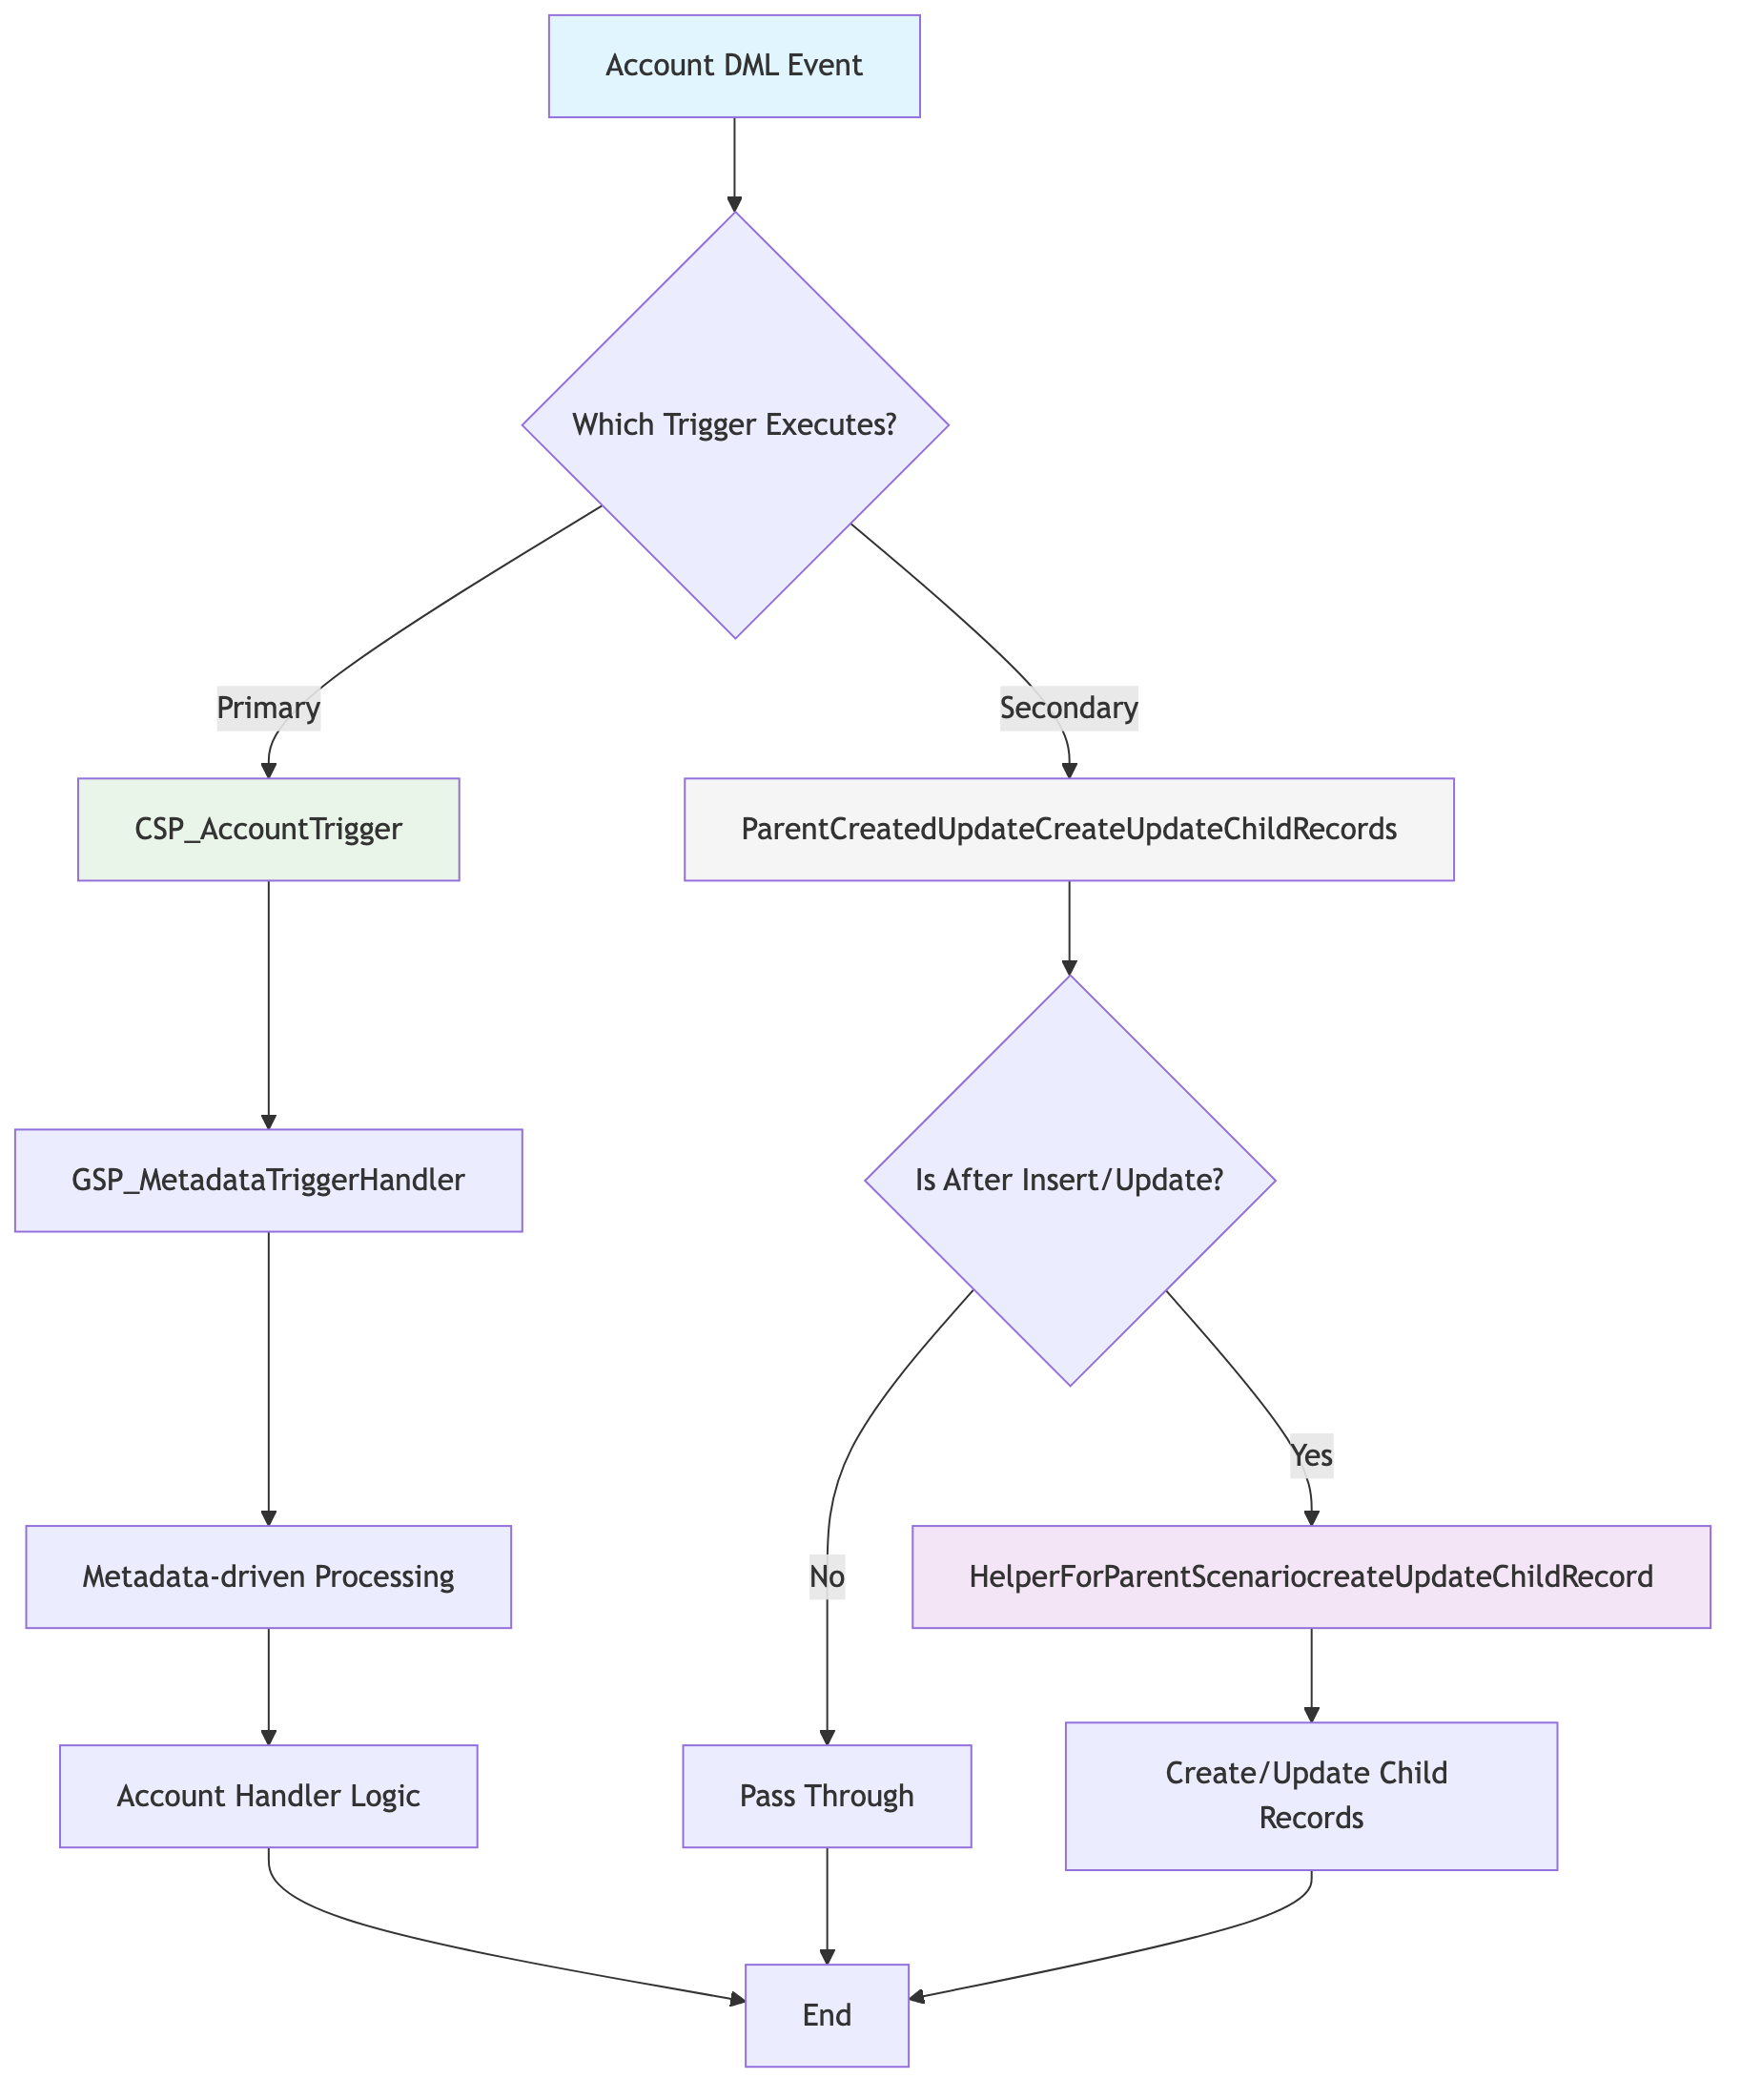 Account DML Event
Which Trigger Executes?
Primary
Secondary
CSP_AccountTrigger
ParentCreatedUpdateCreateUpdateChildRecords
GSP_MetadataTriggerHandler
Is After Insert/Update?
Yes
No
Metadata-driven Processing
HelperForParentScenariocreateUpdateChildRecord
Account Handler Logic
Pass Through
Create/Update Child
Records
End